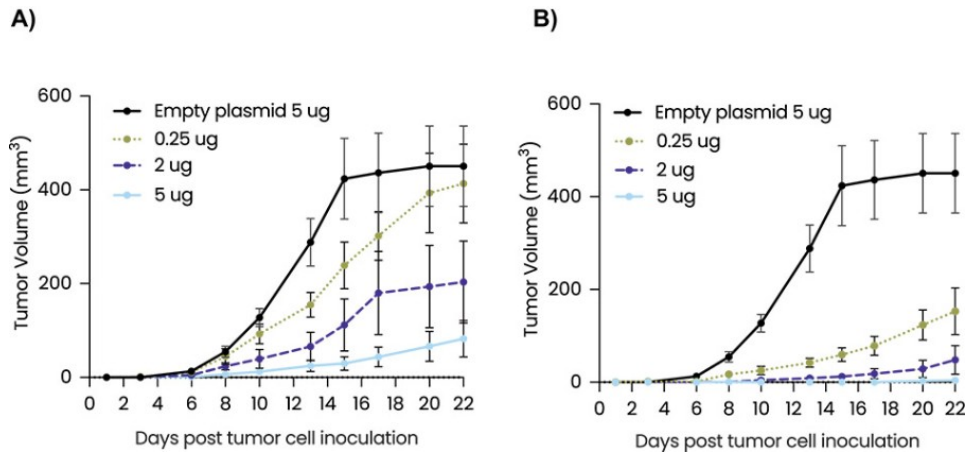 A)
Empty plasmid 5 ug
0.25 ug
2 ug
5 ug
Tumor Volume (mm³)
600
400
200
0
0 2 4 6 8 10 12 14 16 18 20 22
Days post tumor cell inoculation
B)
Empty plasmid 5 ug
0.25 ug
2 ug
5 ug
Tumor Volume (mm³)
600
400
200
0
0 2 4 6 8 10 12 14 16 18 20 22
Days post tumor cell inoculation